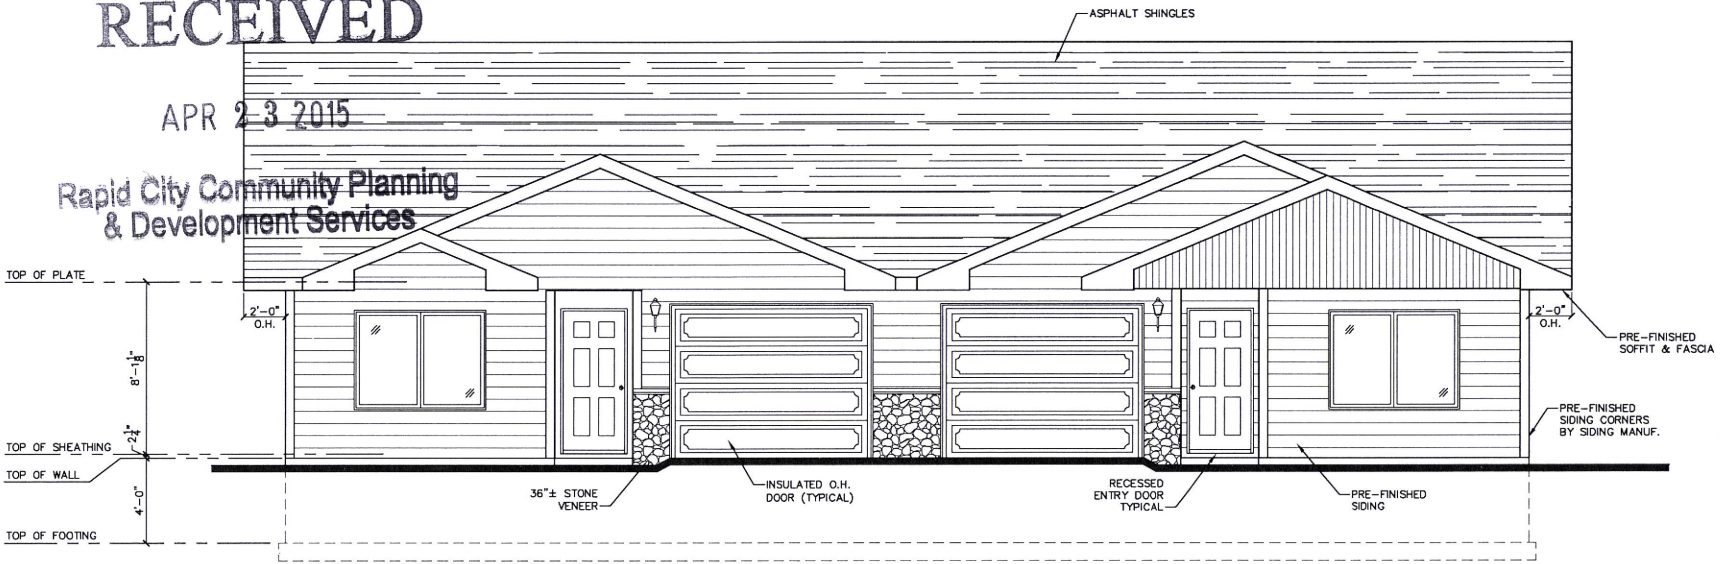 RECEIVED
APR 23 2015
Rapid City Community Planning
& Development Services
ASPHALT SHINGLES
TOP OF PLATE
2'-0"
O.H.
2'-0"
O.H.
PRE-FINISHED
SOFFIT & FASCIA
8'-1 1/8"
PRE-FINISHED
SIDING CORNERS
BY SIDING MANUF.
TOP OF SHEATHING
2 1/4"
TOP OF WALL
4'-0"
36"± STONE
VENEER
INSULATED O.H.
DOOR (TYPICAL)
RECESSED
ENTRY DOOR
TYPICAL
PRE-FINISHED
SIDING
TOP OF FOOTING